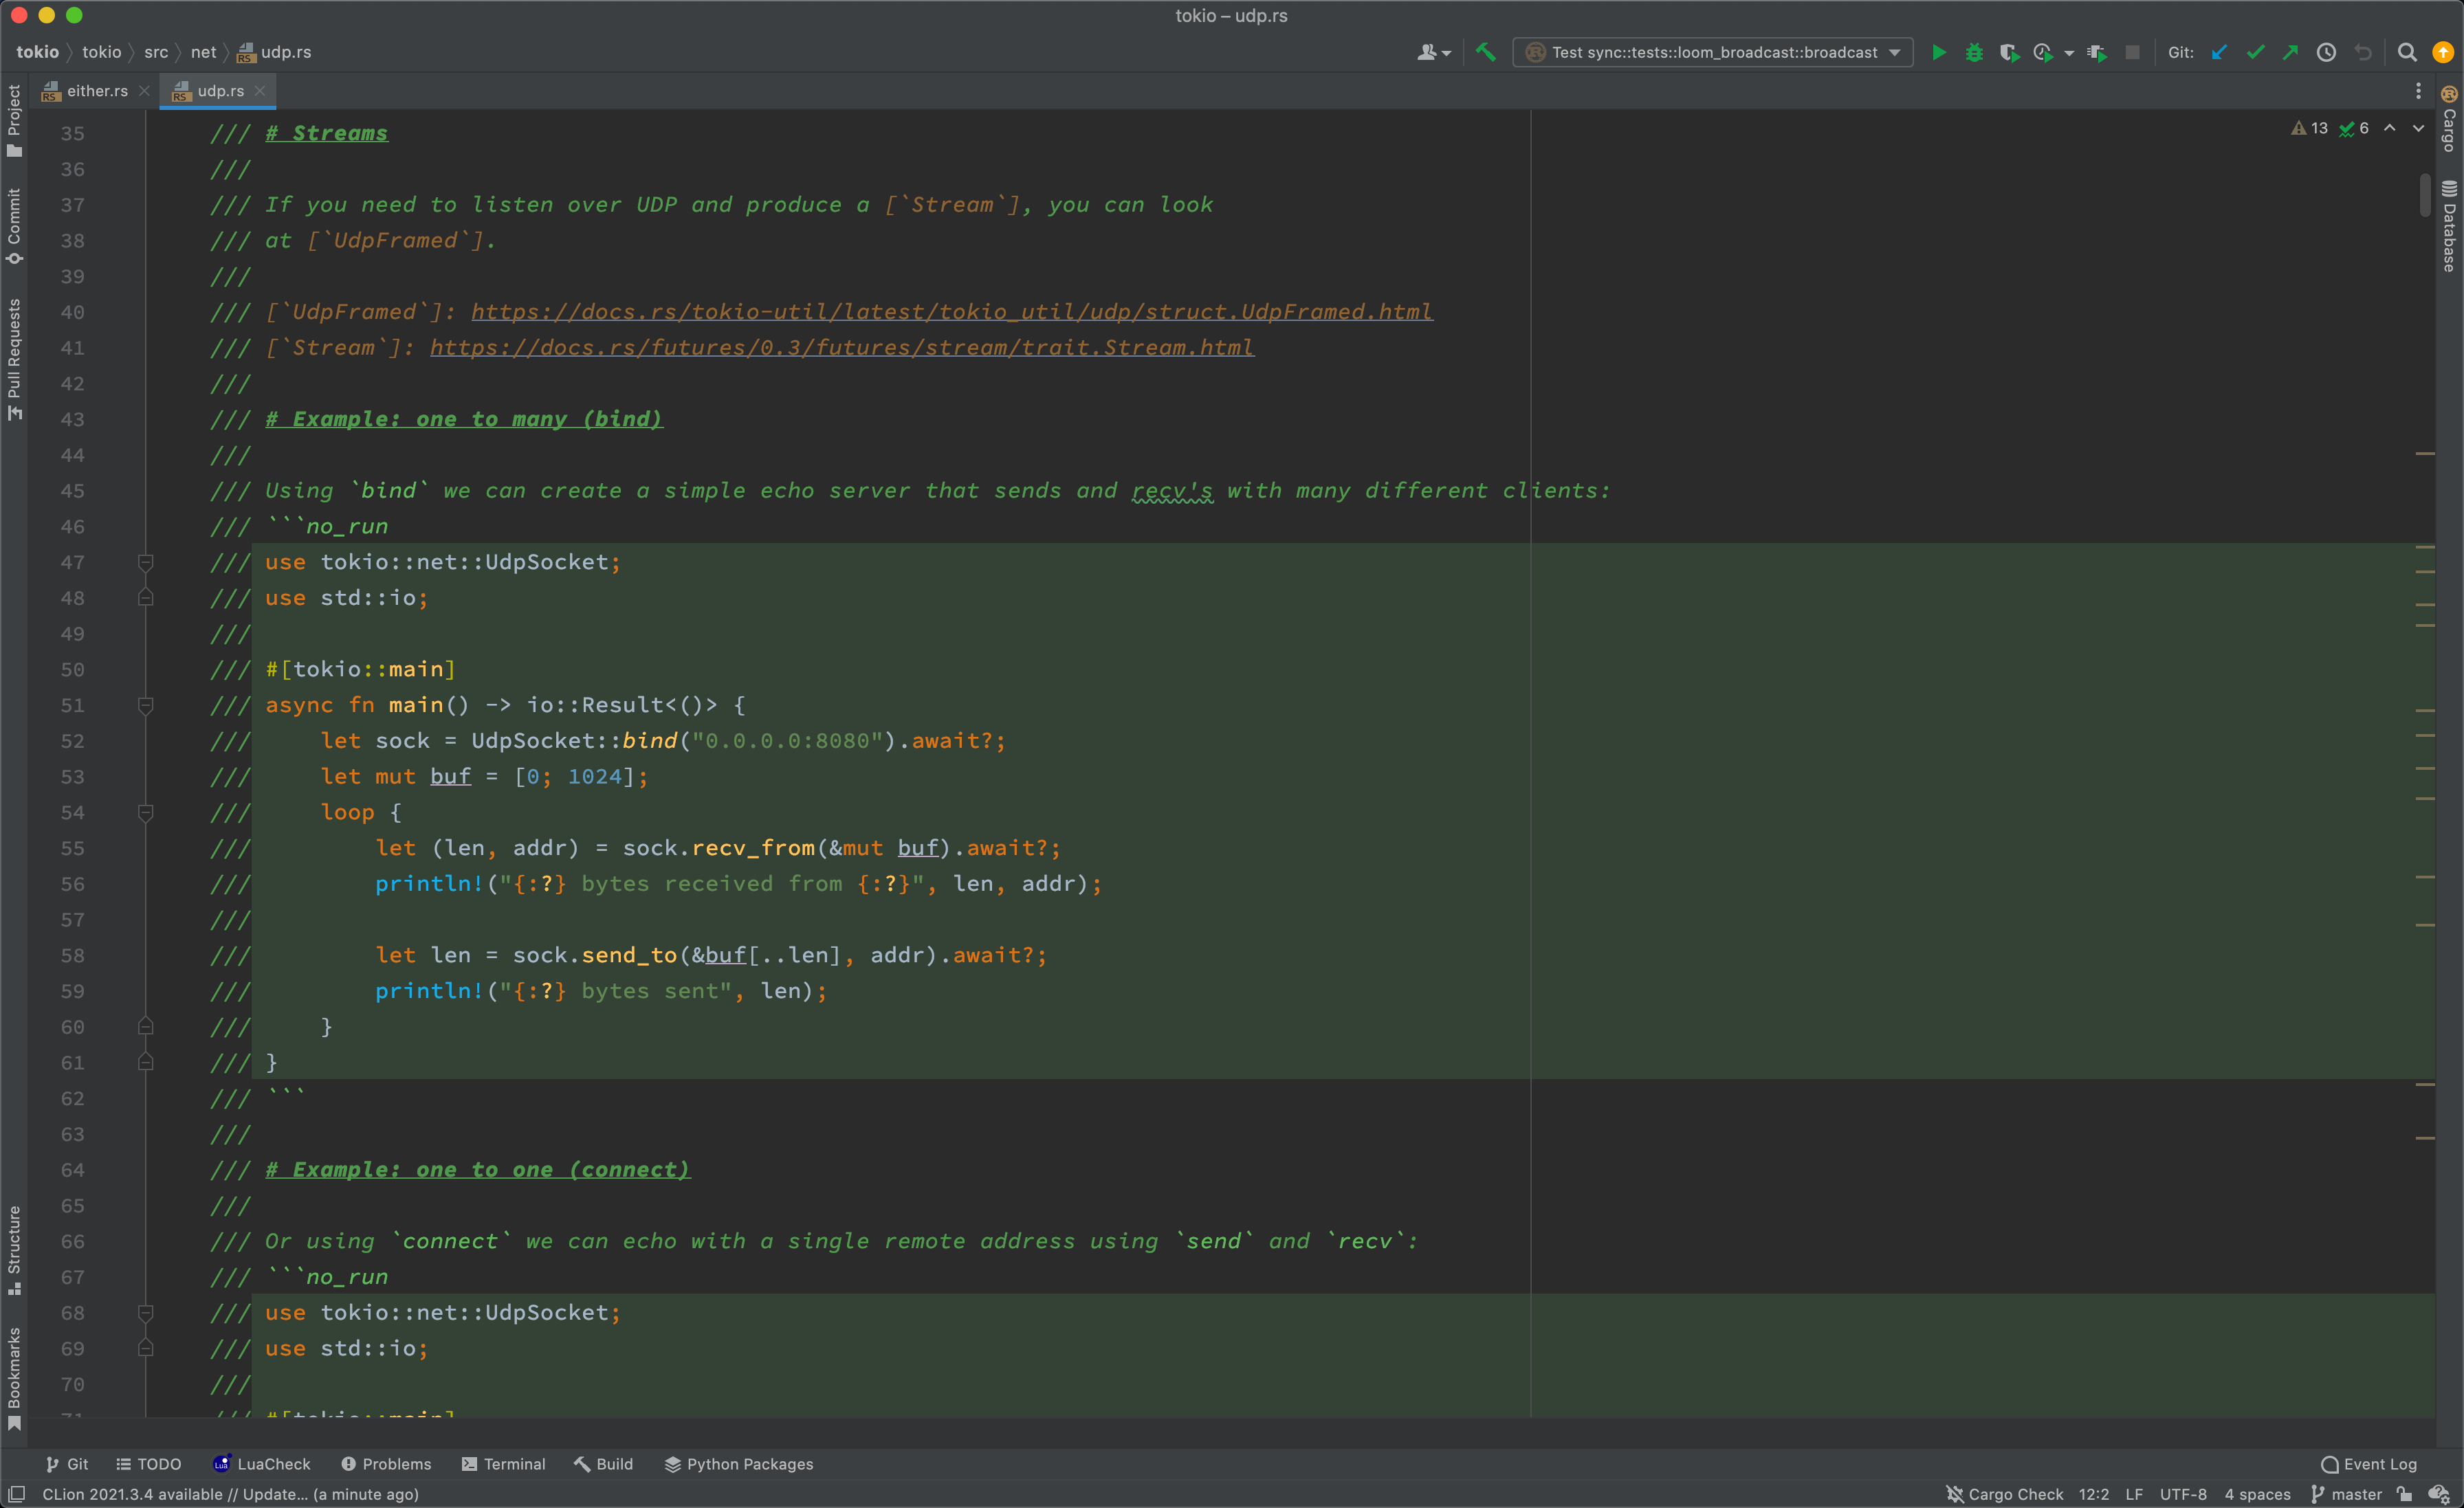 tokio – udp.rs
tokio
tokio
src
net
udp.rs
Test sync::tests::loom_broadcast::broadcast
Git:
either.rs
udp.rs
13
6
Project
Commit
Pull Requests
Structure
Bookmarks
Cargo
Database
35 /// # Streams
36 ///
37 /// If you need to listen over UDP and produce a [`Stream`], you can look
38 /// at [`UdpFramed`].
39 ///
40 /// [`UdpFramed`]: https://docs.rs/tokio-util/latest/tokio_util/udp/struct.UdpFramed.html
41 /// [`Stream`]: https://docs.rs/futures/0.3/futures/stream/trait.Stream.html
42 ///
43 /// # Example: one to many (bind)
44 ///
45 /// Using `bind` we can create a simple echo server that sends and recv's with many different clients:
46 /// ```no_run
47 /// use tokio::net::UdpSocket;
48 /// use std::io;
49 ///
50 /// #[tokio::main]
51 /// async fn main() -> io::Result<()> {
52 ///     let sock = UdpSocket::bind("0.0.0.0:8080").await?;
53 ///     let mut buf = [0; 1024];
54 ///     loop {
55 ///         let (len, addr) = sock.recv_from(&mut buf).await?;
56 ///         println!("{:?} bytes received from {:?}", len, addr);
57 ///
58 ///         let len = sock.send_to(&buf[..len], addr).await?;
59 ///         println!("{:?} bytes sent", len);
60 ///     }
61 /// }
62 /// ```
63 ///
64 /// # Example: one to one (connect)
65 ///
66 /// Or using `connect` we can echo with a single remote address using `send` and `recv`:
67 /// ```no_run
68 /// use tokio::net::UdpSocket;
69 /// use std::io;
70 ///
71 /// #[tokio::main]
Git
TODO
LuaCheck
Problems
Terminal
Build
Python Packages
Event Log
CLion 2021.3.4 available // Update... (a minute ago)
Cargo Check
12:2
LF
UTF-8
4 spaces
master